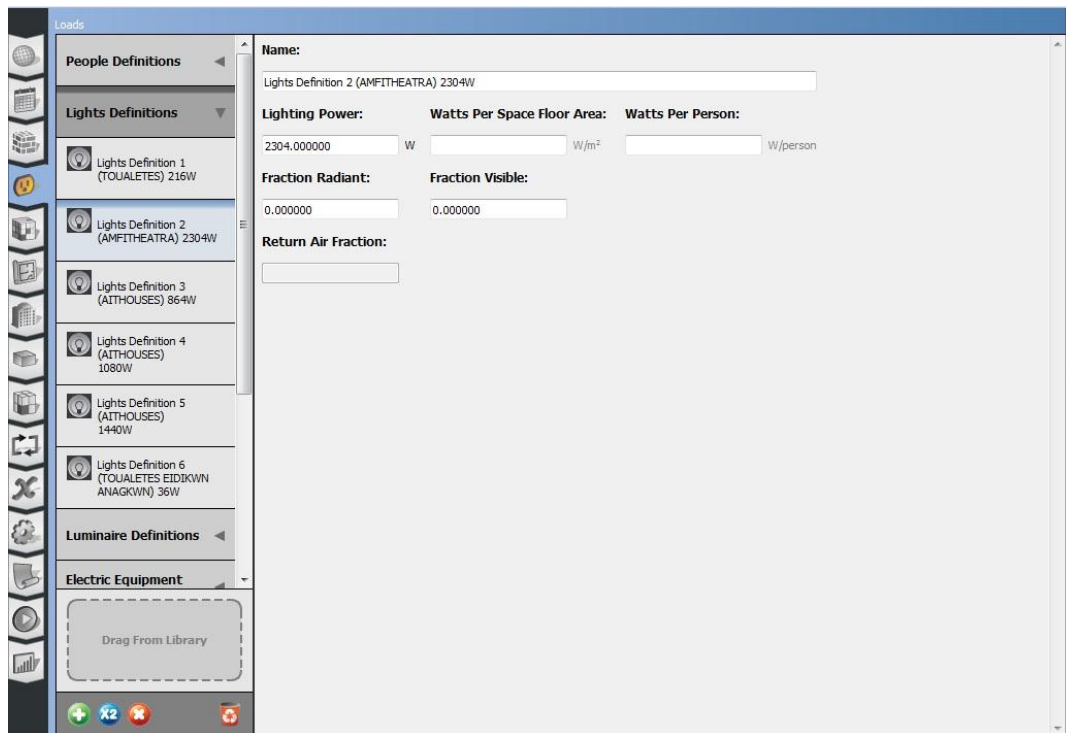 Loads
People Definitions
Lights Definitions
Lights Definition 1
(TOUALETES) 216W
Lights Definition 2
(AMFITHEATRA) 2304W
Lights Definition 3
(AITHOUSES) 864W
Lights Definition 4
(AITHOUSES)
1080W
Lights Definition 5
(AITHOUSES)
1440W
Lights Definition 6
(TOUALETES EIDIKWN
ANAGKWN) 36W
Luminaire Definitions
Electric Equipment
Drag From Library
X2
Name:
Lights Definition 2 (AMFITHEATRA) 2304W
Lighting Power: Watts Per Space Floor Area: Watts Per Person:
2304.000000 W W/m² W/person
Fraction Radiant: Fraction Visible:
0.000000 0.000000
Return Air Fraction: